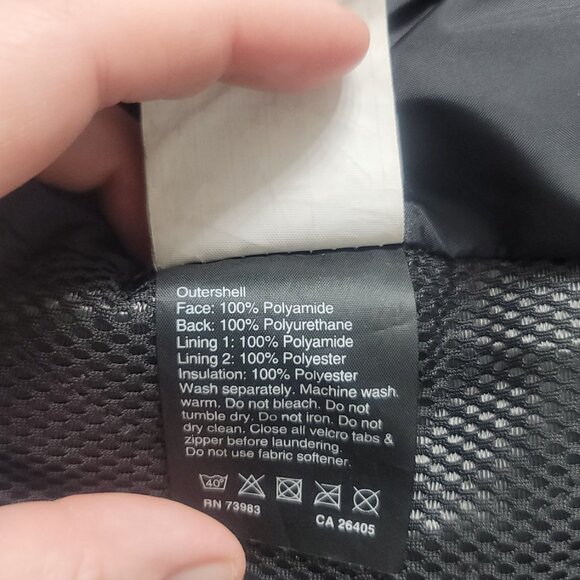 Outershell
Face: 100% Polyamide
Back: 100% Polyurethane
Lining 1: 100% Polyamide
Lining 2: 100% Polyester
Insulation: 100% Polyester
Wash separately. Machine wash.
warm. Do not bleach. Do not
tumble dry. Do not iron. Do not
dry clean. Close all velcro tabs &
zipper before laundering.
Do not use fabric softener.
40°
RN 73983
CA 26405